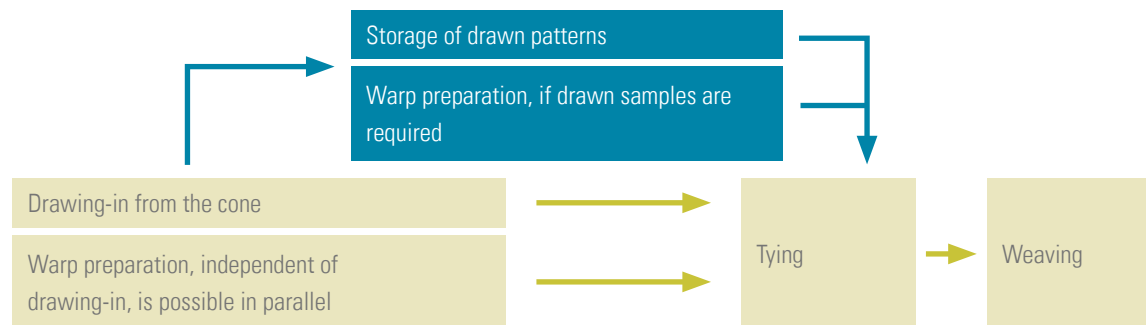 Storage of drawn patterns
Warp preparation, if drawn samples are
required
Drawing-in from the cone
Warp preparation, independent of
drawing-in, is possible in parallel
Tying
Weaving